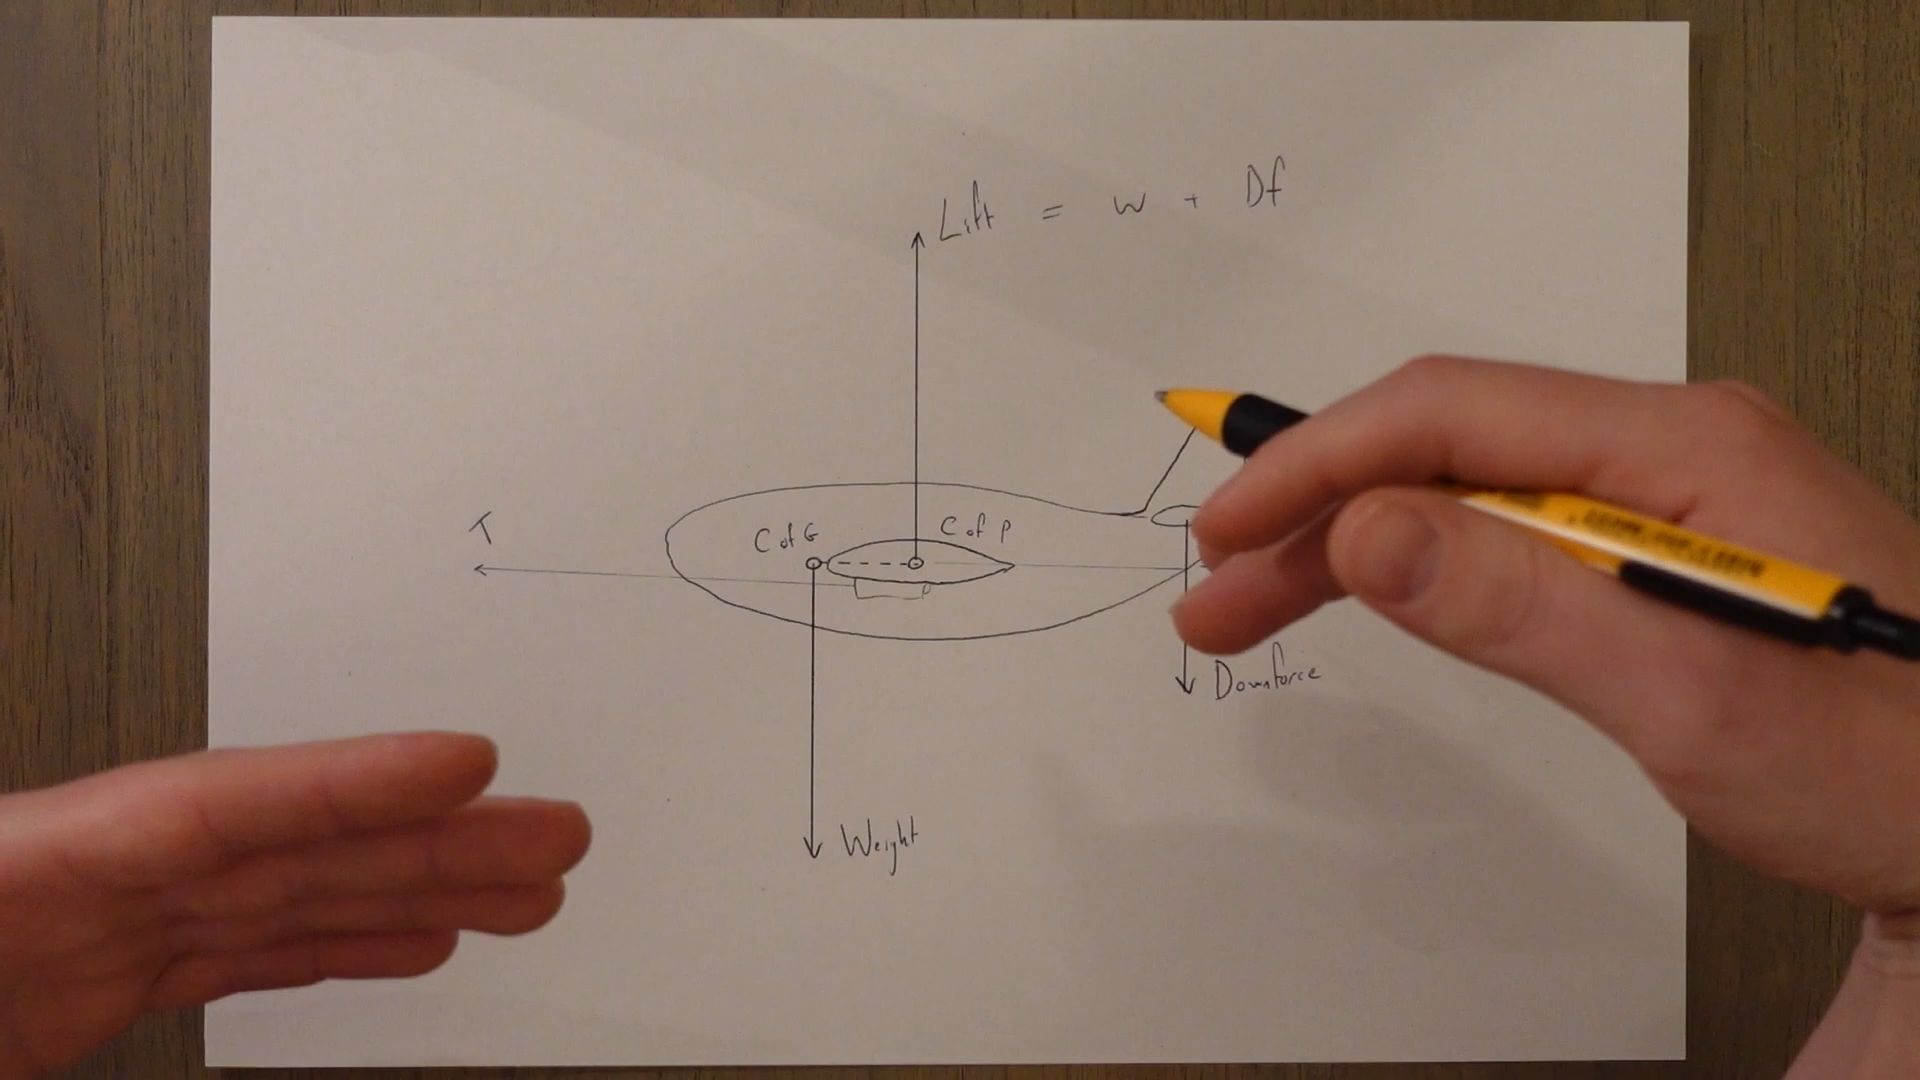 Lift = W + Df
T
C of G
C of P
Downforce
Weight